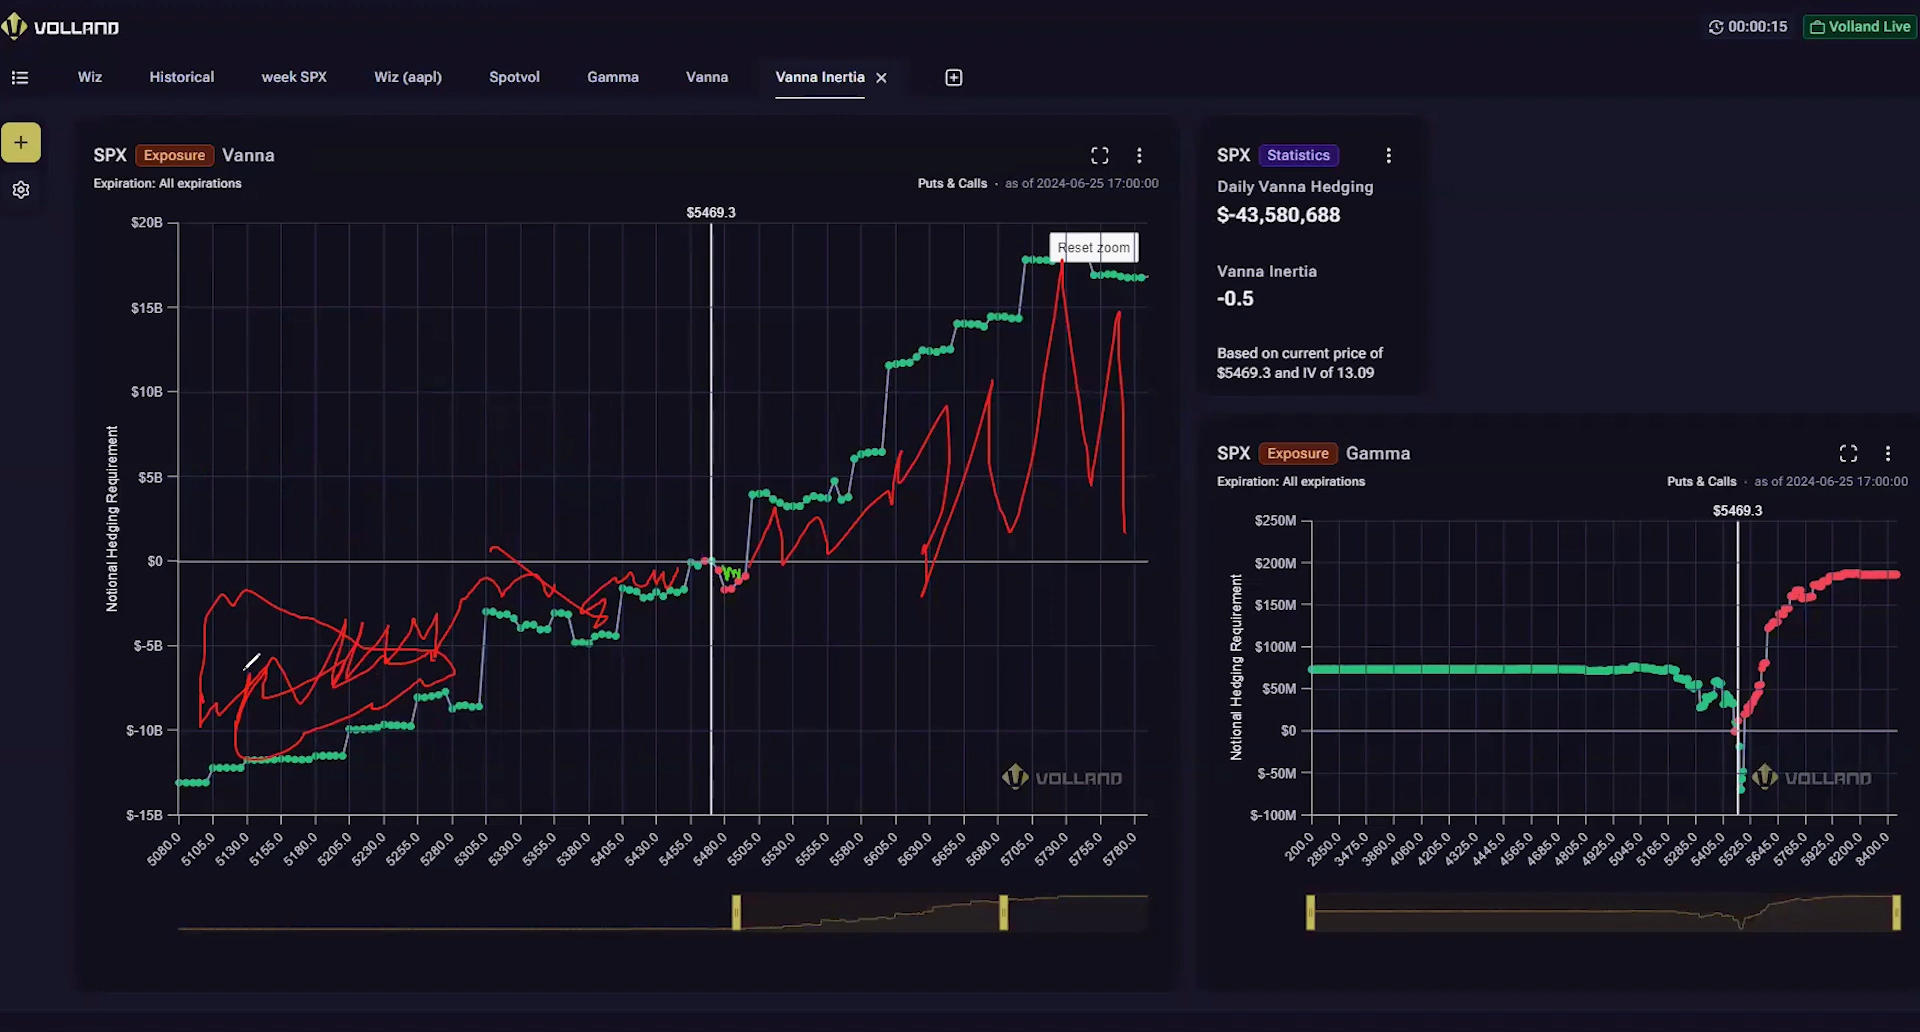 VOLLAND
00:00:15
Volland Live
Wiz Historical week SPX Wiz (aapl) Spotvol Gamma Vanna Vanna Inertia
SPX Exposure Vanna
Expiration: All expirations
Puts & Calls · as of 2024-06-25 17:00:00
$5469.3
Reset zoom
Notional Hedging Requirement
$20B
$15B
$10B
$5B
$0
$-5B
$-10B
$-15B
5080.0 5105.0 5130.0 5155.0 5180.0 5205.0 5230.0 5255.0 5280.0 5305.0 5330.0 5355.0 5380.0 5405.0 5430.0 5455.0 5480.0 5505.0 5530.0 5555.0 5580.0 5605.0 5630.0 5655.0 5680.0 5705.0 5730.0 5755.0 5780.0
VOLLAND
SPX Statistics
Daily Vanna Hedging
$-43,580,688
Vanna Inertia
-0.5
Based on current price of
$5469.3 and IV of 13.09
SPX Exposure Gamma
Expiration: All expirations
Puts & Calls · as of 2024-06-25 17:00:00
$5469.3
Notional Hedging Requirement
$250M
$200M
$150M
$100M
$50M
$0
$-50M
$-100M
200.0 2850.0 3475.0 3860.0 4060.0 4205.0 4325.0 4445.0 4565.0 4685.0 4805.0 4925.0 5045.0 5165.0 5285.0 5405.0 5525.0 5645.0 5765.0 5925.0 6200.0 8400.0
VOLLAND